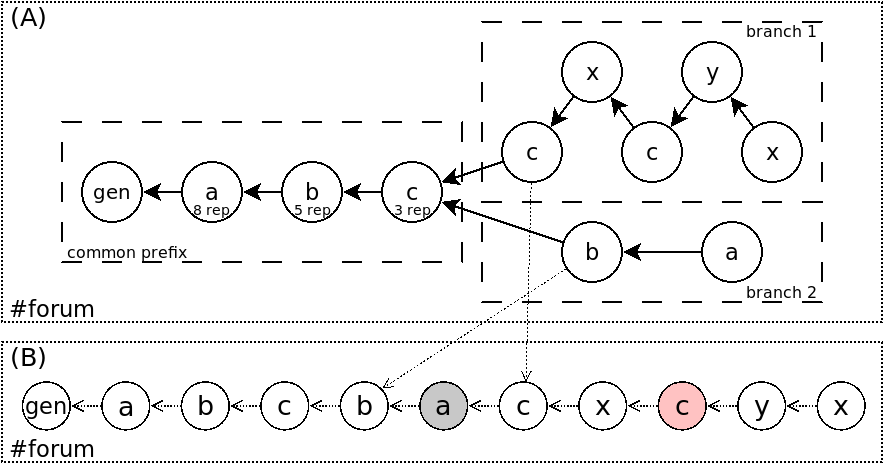 (A)
branch 1
x
y
c
c
x
gen
a
8 rep
b
5 rep
c
3 rep
common prefix
b
a
branch 2
#forum
(B)
gen
a
b
c
b
a
c
x
c
y
x
#forum